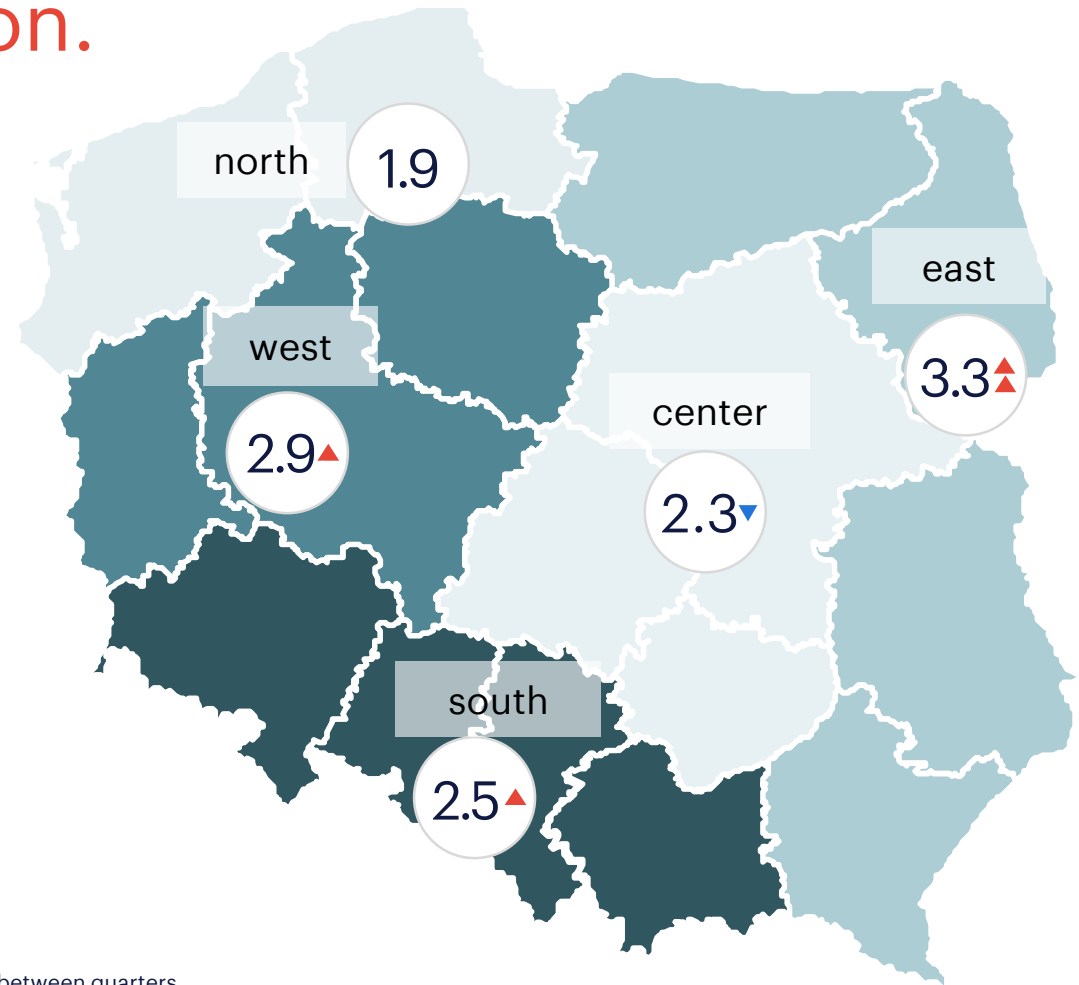 on.
north
1.9
east
west
3.3
center
2.9
2.3
south
2.5
between quarters